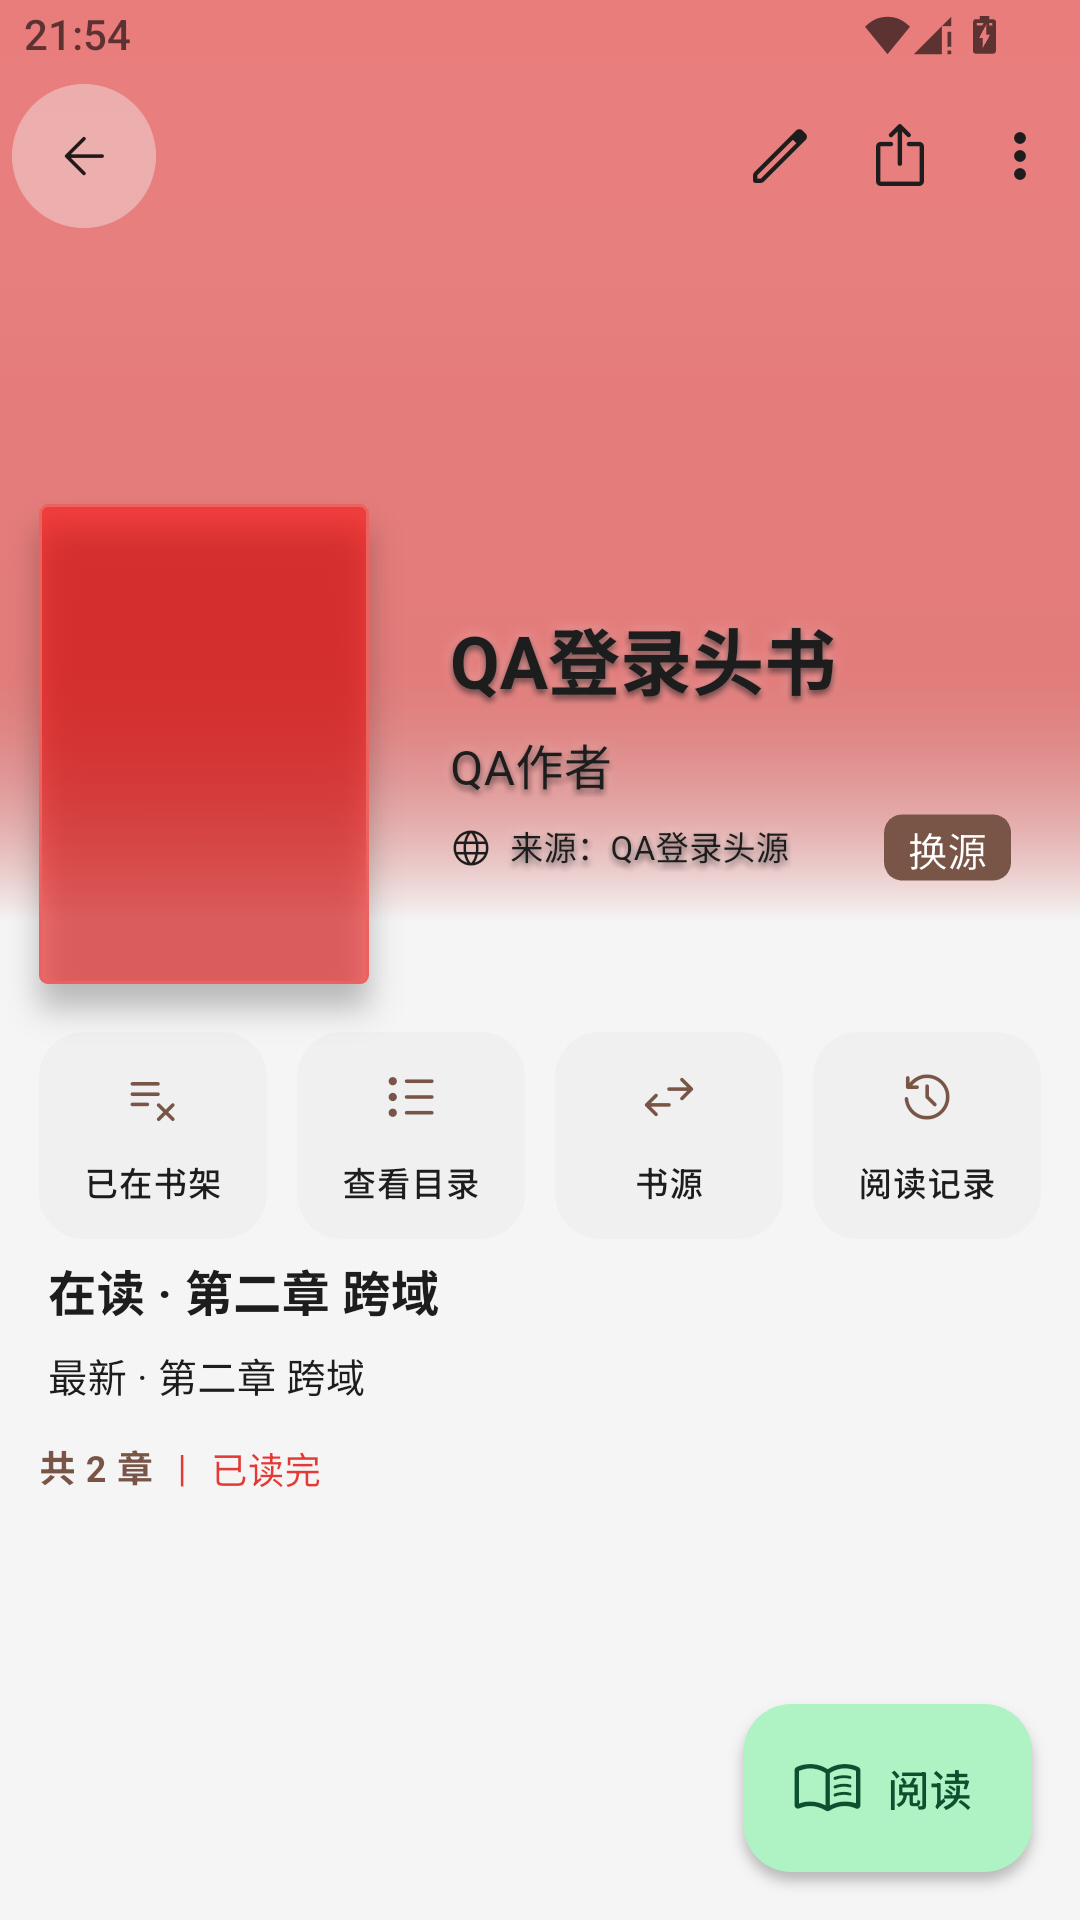 21:54
QA登录头书
QA作者
来源：QA登录头源
换源
已在书架
查看目录
书源
阅读记录
在读 · 第二章 跨域
最新 · 第二章 跨域
共 2 章 | 已读完
阅读